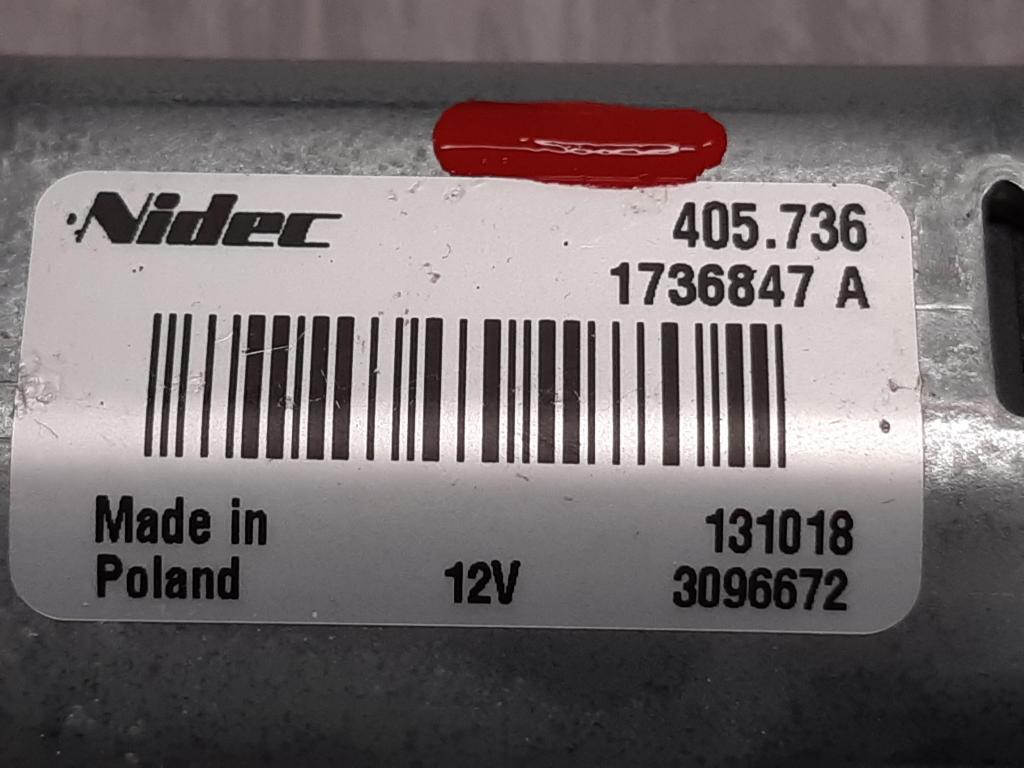 Nidec
405.736
1736847 A
Made in
Poland
12V
131018
3096672